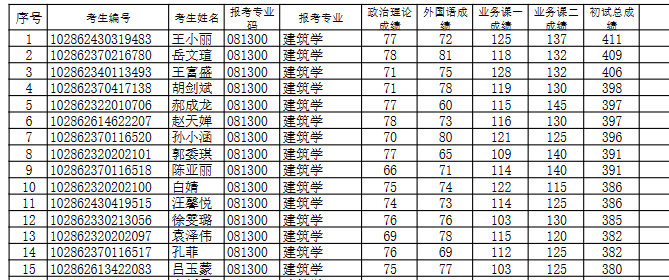 序号 考生编号 考生姓名 报考专业码 报考专业 政治理论成绩 外国语成绩 业务课一成绩 业务课二成绩 初试总成绩
1 102862430319483 王小丽 081300 建筑学 77 72 125 137 411
2 102862370216780 岳文瑄 081300 建筑学 78 81 118 132 409
3 102862340113493 王富盛 081300 建筑学 71 75 128 132 406
4 102862370417138 胡剑斌 081300 建筑学 71 78 119 130 398
5 102862322010706 郝成龙 081300 建筑学 77 60 115 145 397
6 102862614622207 赵天婵 081300 建筑学 78 73 116 130 397
7 102862370116520 孙小涵 081300 建筑学 70 80 121 125 396
8 102862320202101 郭委琪 081300 建筑学 77 65 109 140 391
9 102862370116518 陈亚丽 081300 建筑学 66 71 114 140 391
10 102862320202100 白婧 081300 建筑学 75 74 122 115 386
11 102862430419515 汪馨悦 081300 建筑学 74 73 114 125 386
12 102862330213056 徐雯璐 081300 建筑学 76 76 103 130 385
13 102862320202097 袁泽伟 081300 建筑学 69 78 115 120 382
14 102862370116517 孔菲 081300 建筑学 76 69 112 125 382
15 102862613422083 吕玉蒙 081300 建筑学 75 77 103 125 380